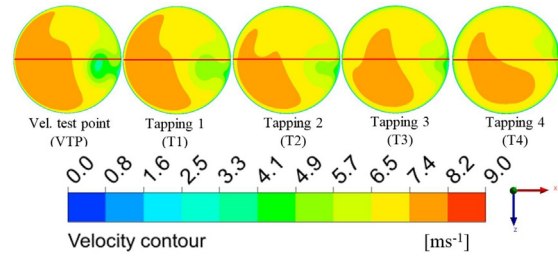 Vel. test point Tapping 1 Tapping 2 Tapping 3 Tapping 4
(VTP) (T1) (T2) (T3) (T4)
0.0 0.8 1.6 2.5 3.3 4.1 4.9 5.7 6.5 7.4 8.2 9.0
Velocity contour [ms⁻¹]
x
z